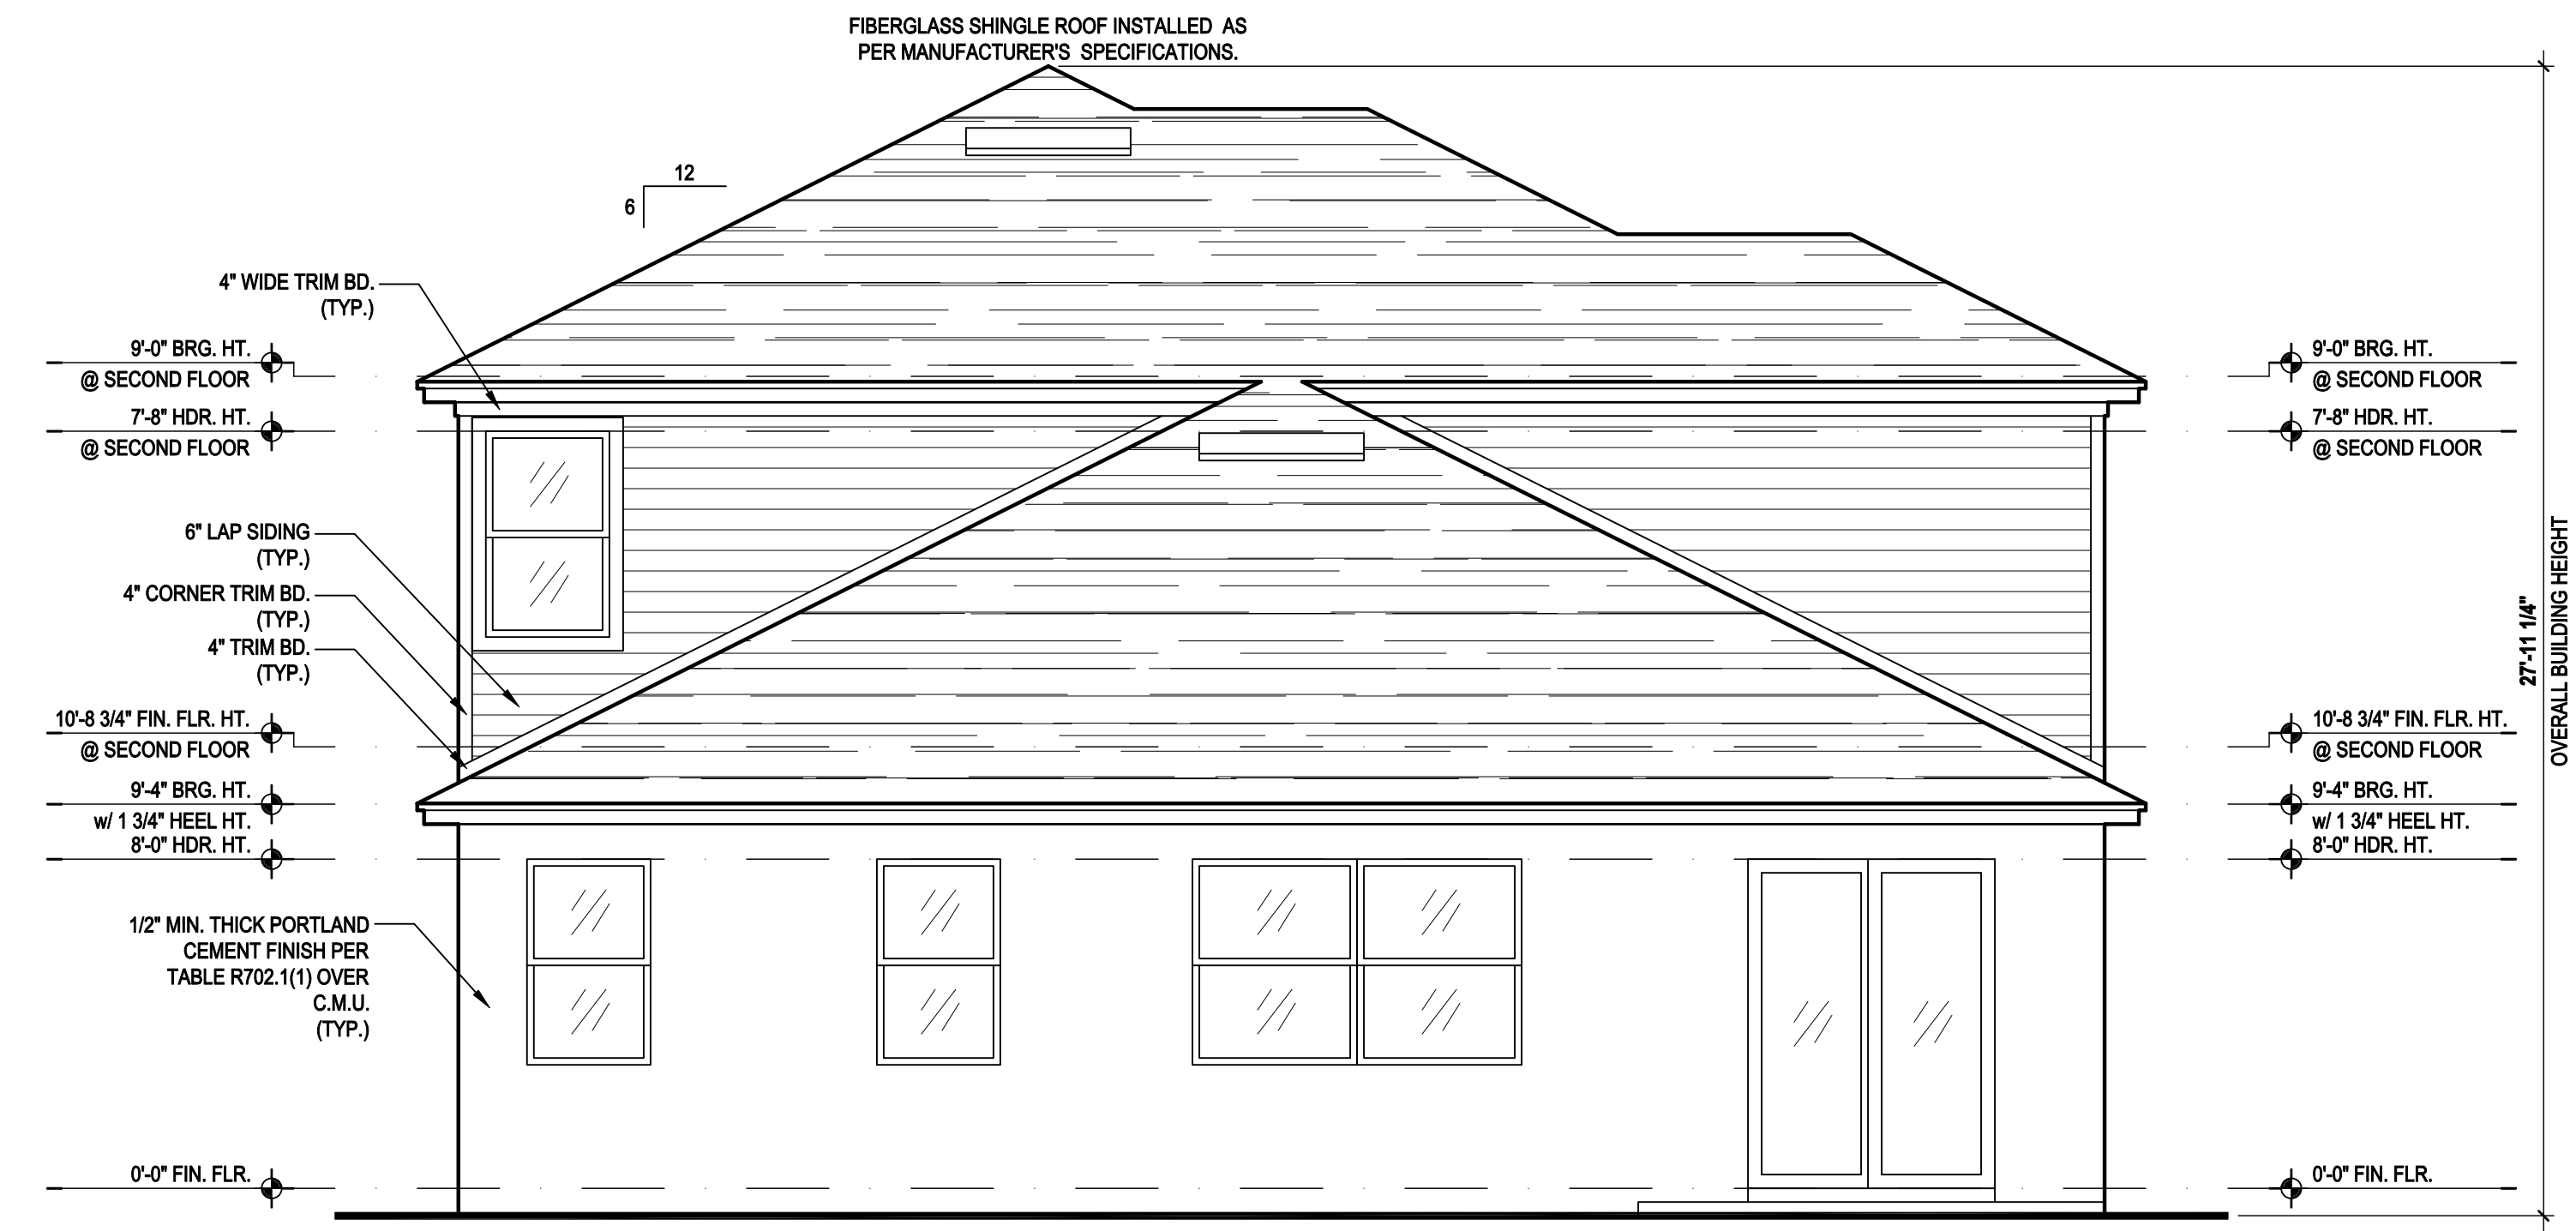 FIBERGLASS SHINGLE ROOF INSTALLED AS
PER MANUFACTURER'S SPECIFICATIONS.
12
6
4" WIDE TRIM BD.
(TYP.)
9'-0" BRG. HT.
@ SECOND FLOOR
7'-8" HDR. HT.
@ SECOND FLOOR
6" LAP SIDING
(TYP.)
4" CORNER TRIM BD.
(TYP.)
4" TRIM BD.
(TYP.)
10'-8 3/4" FIN. FLR. HT.
@ SECOND FLOOR
9'-4" BRG. HT.
w/ 1 3/4" HEEL HT.
8'-0" HDR. HT.
1/2" MIN. THICK PORTLAND
CEMENT FINISH PER
TABLE R702.1(1) OVER
C.M.U.
(TYP.)
0'-0" FIN. FLR.
9'-0" BRG. HT.
@ SECOND FLOOR
7'-8" HDR. HT.
@ SECOND FLOOR
10'-8 3/4" FIN. FLR. HT.
@ SECOND FLOOR
9'-4" BRG. HT.
w/ 1 3/4" HEEL HT.
8'-0" HDR. HT.
0'-0" FIN. FLR.
27'-11 1/4"
OVERALL BUILDING HEIGHT